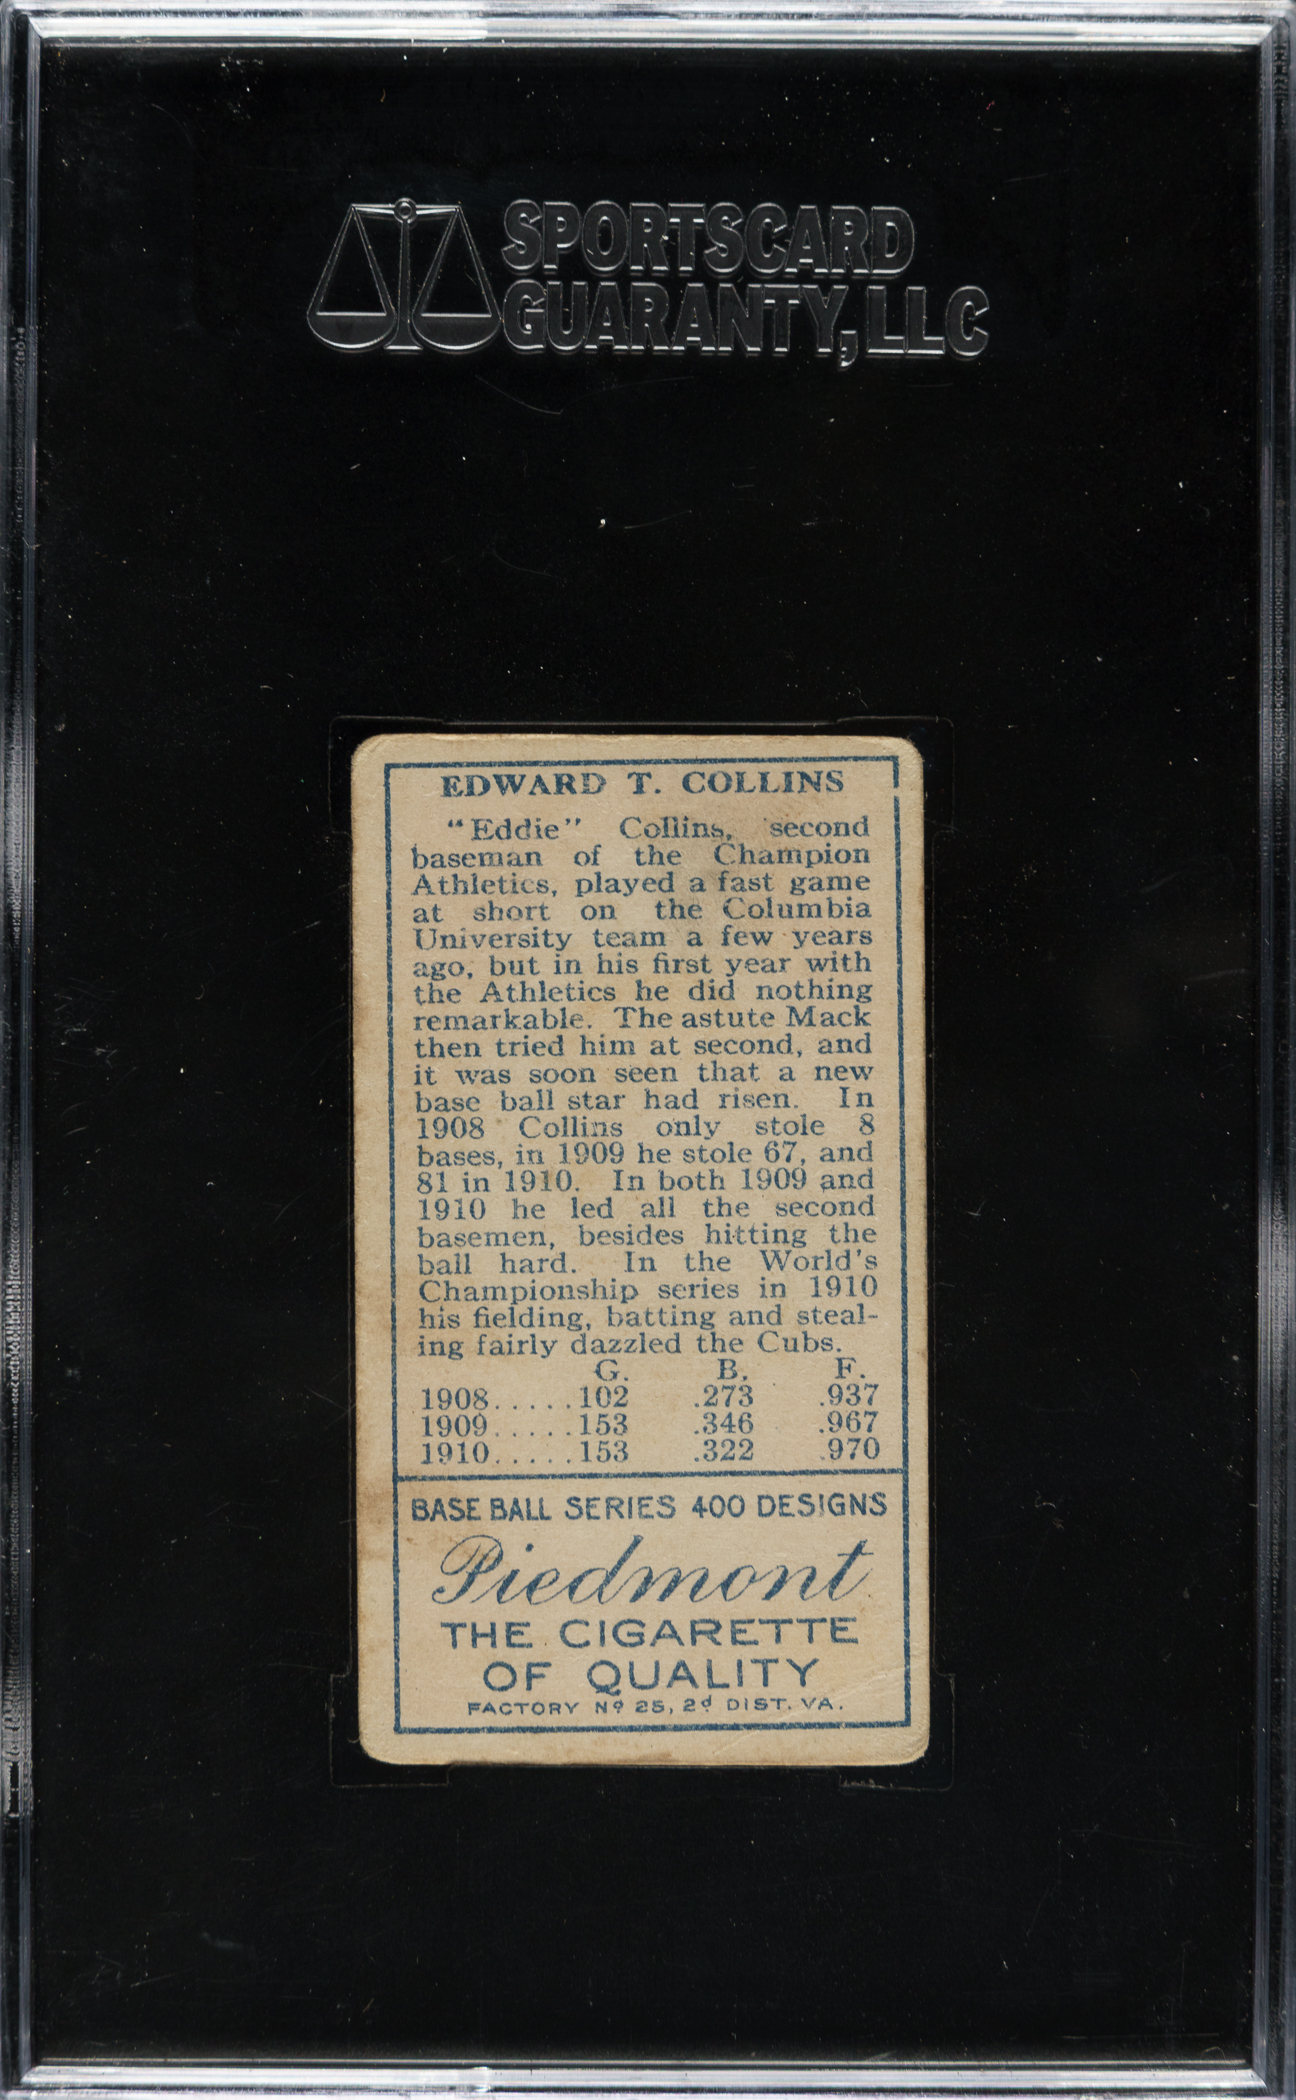 SPORTSCARD
GUARANTY, LLC
EDWARD T. COLLINS
“Eddie” Collins, second
baseman of the Champion
Athletics, played a fast game
at short on the Columbia
University team a few years
ago, but in his first year with
the Athletics he did nothing
remarkable. The astute Mack
then tried him at second, and
it was soon seen that a new
base ball star had risen. In
1908 Collins only stole 8
bases, in 1909 he stole 67, and
81 in 1910. In both 1909 and
1910 he led all the second
basemen, besides hitting the
ball hard. In the World's
Championship series in 1910
his fielding, batting and steal-
ing fairly dazzled the Cubs.
G. B. F.
1908.....102 .273 .937
1909.....153 .346 .967
1910.....153 .322 .970
BASE BALL SERIES 400 DESIGNS
Piedmont
THE CIGARETTE
OF QUALITY
FACTORY Nº 25, 2d DIST. VA.